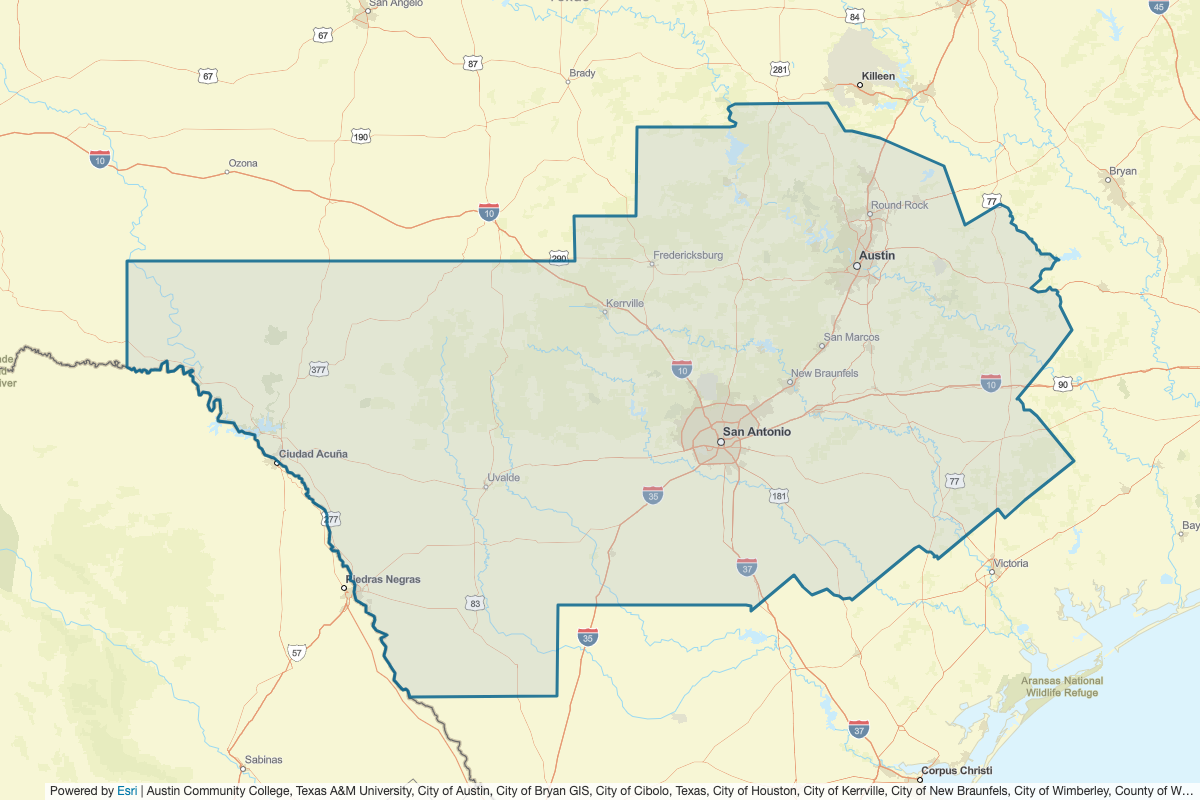 San Angelo
45
84
67
87
281
67
Brady
Killeen
190
10
Ozona
Bryan
77
10
Round Rock
290
Fredericksburg
Austin
Kerrville
San Marcos
377
10
New Braunfels
10
90
San Antonio
Ciudad Acuña
Uvalde
77
35
181
277
Bay
37
Victoria
Piedras Negras
83
35
57
Aransas National
Wildlife Refuge
37
Sabinas
Corpus Christi
Powered by Esri | Austin Community College, Texas A&M University, City of Austin, City of Bryan GIS, City of Cibolo, Texas, City of Houston, City of Kerrville, City of New Braunfels, City of Wimberley, County of W...